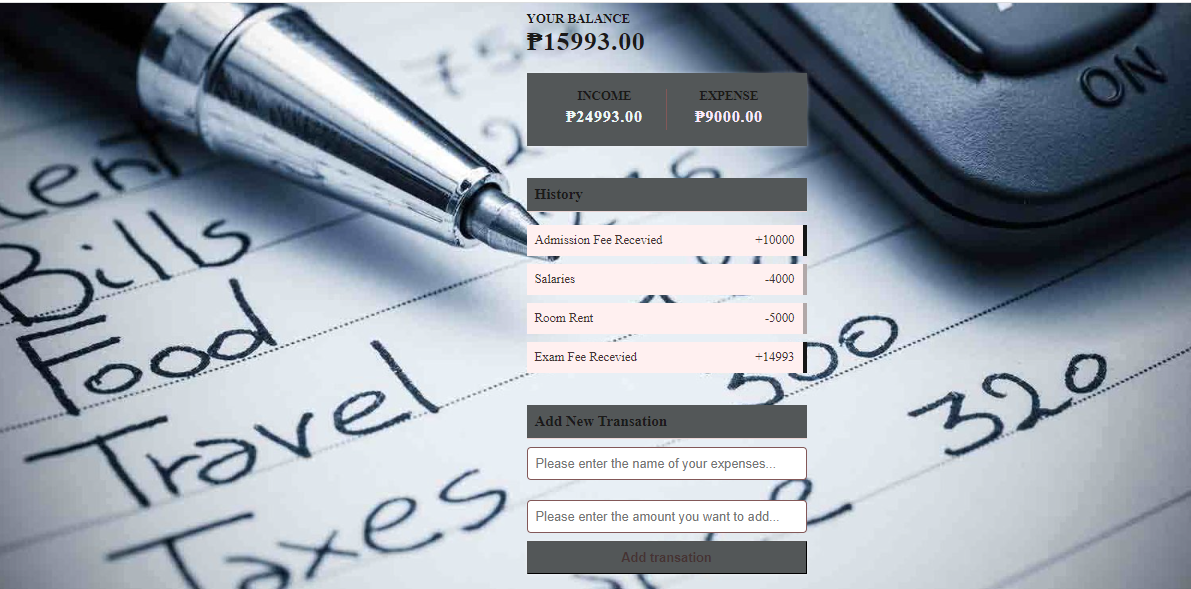 YOUR BALANCE
₱15993.00
INCOME EXPENSE
₱24993.00 ₱9000.00
History
Admission Fee Recevied +10000
Salaries -4000
Room Rent -5000
Exam Fee Recevied +14993
Add New Transation
Please enter the name of your expenses...
Please enter the amount you want to add...
Add transation
ON
Bills
Food
Travel
Taxes
320